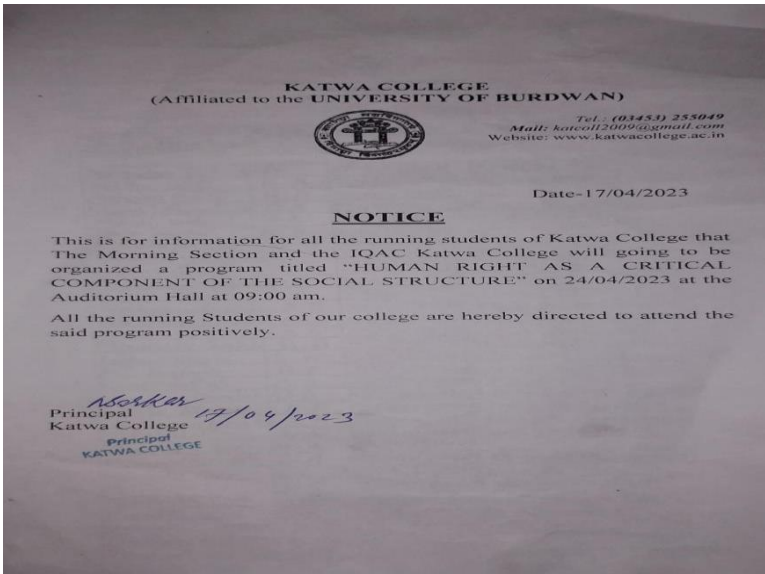 KATWA COLLEGE
(Affiliated to the UNIVERSITY OF BURDWAN)
Tel.: (03453) 255049
Mail: katcoll2009@gmail.com
Website: www.katwacollege.ac.in
Date-17/04/2023
NOTICE
This is for information for all the running students of Katwa College that
The Morning Section and the IQAC Katwa College will going to be
organized a program titled “HUMAN RIGHT AS A CRITICAL
COMPONENT OF THE SOCIAL STRUCTURE” on 24/04/2023 at the
Auditorium Hall at 09:00 am.
All the running Students of our college are hereby directed to attend the
said program positively.
Principal 17/04/2023
Katwa College
Principal
KATWA COLLEGE